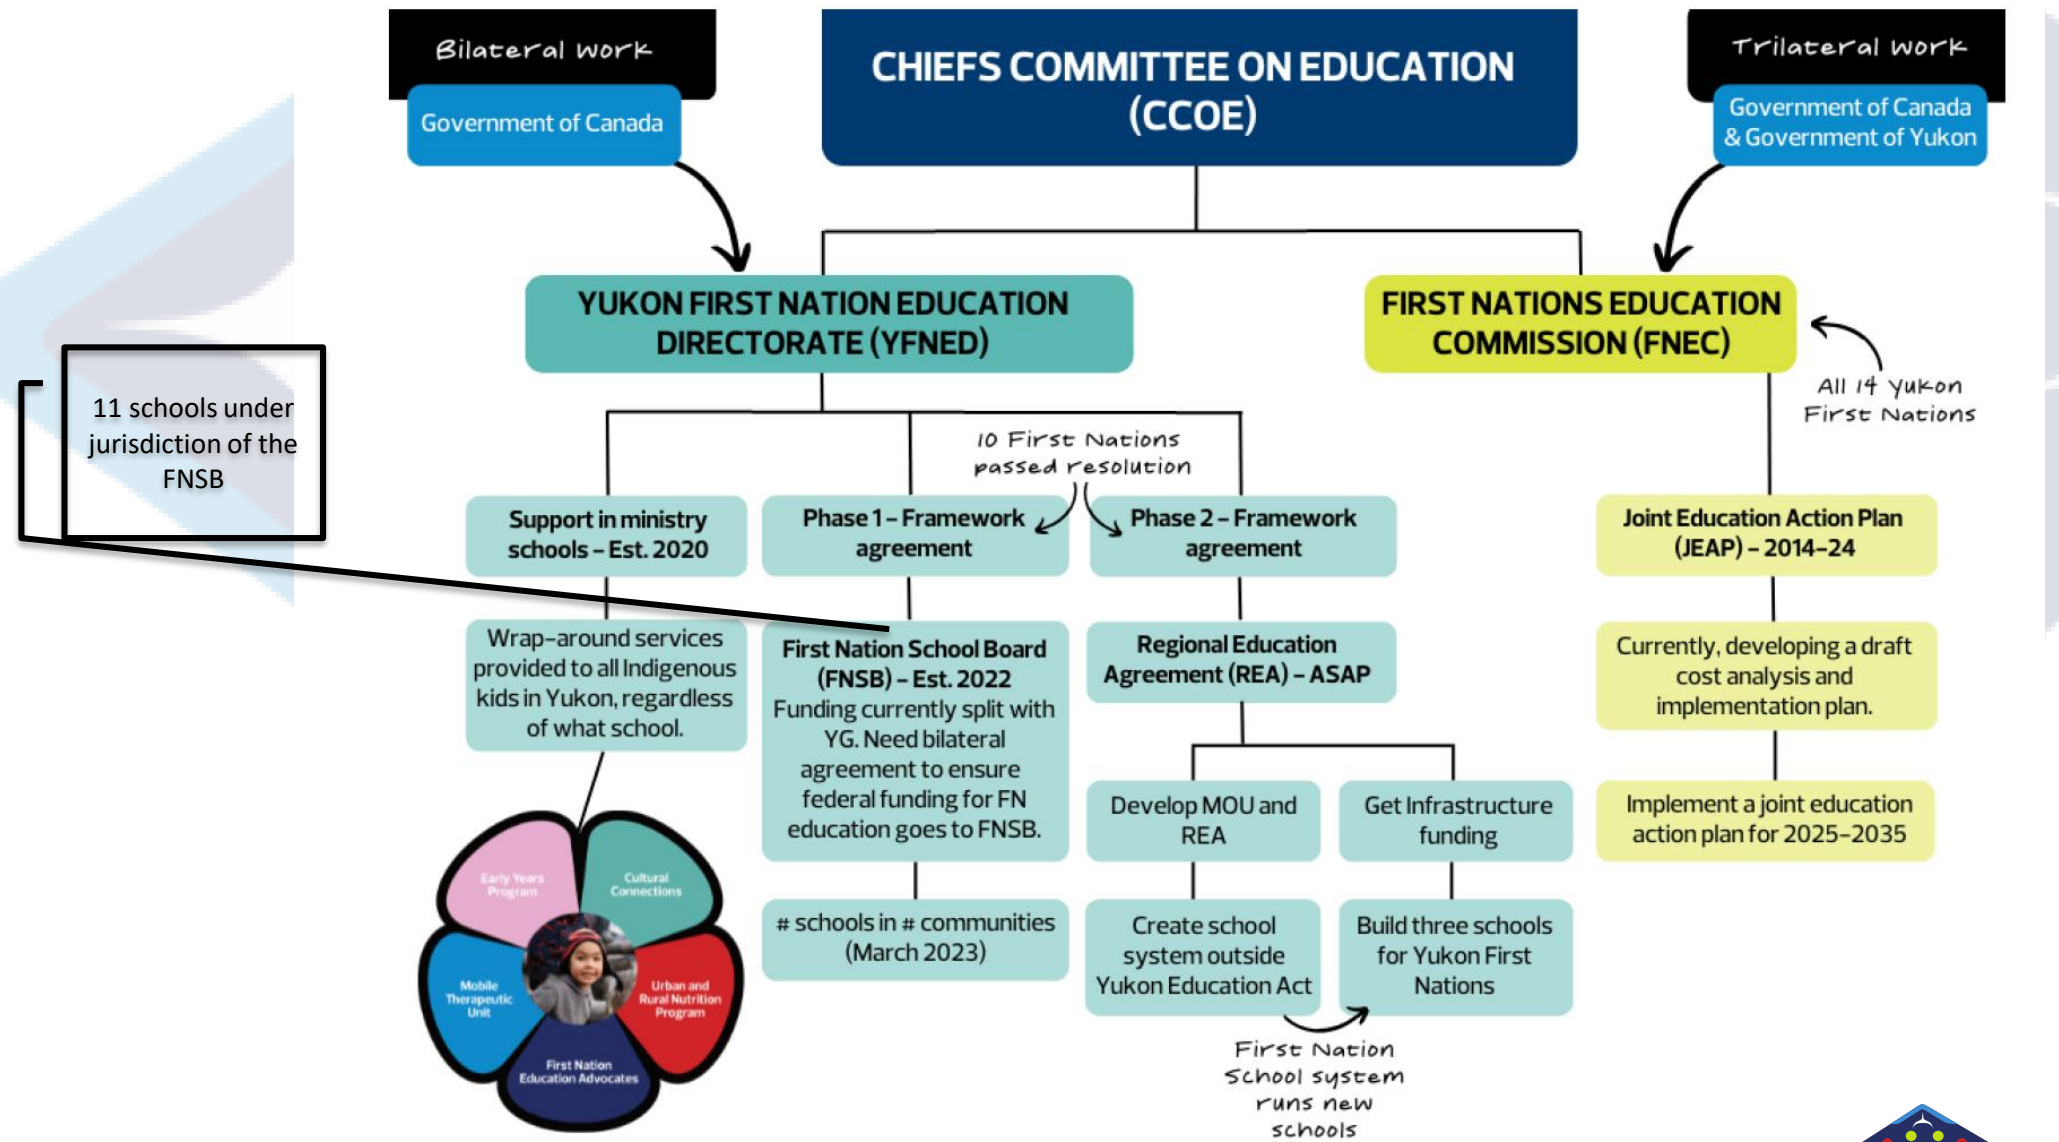 Bilateral work
Government of Canada
CHIEFS COMMITTEE ON EDUCATION
(CCOE)
Trilateral work
Government of Canada
& Government of Yukon
YUKON FIRST NATION EDUCATION
DIRECTORATE (YFNED)
FIRST NATIONS EDUCATION
COMMISSION (FNEC)
All 14 Yukon
First Nations
11 schools under
jurisdiction of the
FNSB
10 First Nations
passed resolution
Support in ministry
schools – Est. 2020
Phase 1 – Framework
agreement
Phase 2 – Framework
agreement
Joint Education Action Plan
(JEAP) – 2014–24
Wrap–around services
provided to all Indigenous
kids in Yukon, regardless
of what school.
First Nation School Board
(FNSB) – Est. 2022
Funding currently split with
YG. Need bilateral
agreement to ensure
federal funding for FN
education goes to FNSB.
Regional Education
Agreement (REA) – ASAP
Currently, developing a draft
cost analysis and
implementation plan.
Develop MOU and
REA
Get Infrastructure
funding
Implement a joint education
action plan for 2025–2035
# schools in # communities
(March 2023)
Create school
system outside
Yukon Education Act
Build three schools
for Yukon First
Nations
First Nation
School system
runs new
schools
Early Years
Program
Cultural
Connections
Mobile
Therapeutic
Unit
Urban and
Rural Nutrition
Program
First Nation
Education Advocates